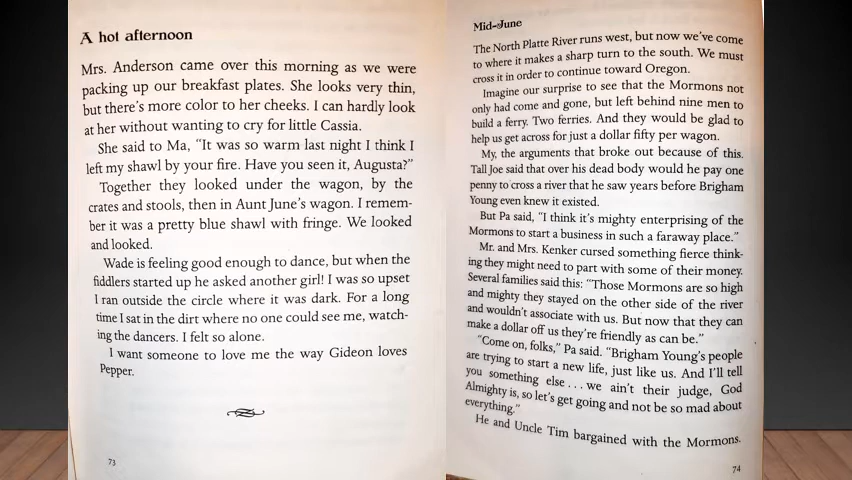 A hot afternoon
Mrs. Anderson came over this morning as we were
packing up our breakfast plates. She looks very thin,
but there's more color to her cheeks. I can hardly look
at her without wanting to cry for little Cassia.
She said to Ma, "It was so warm last night I think I
left my shawl by your fire. Have you seen it, Augusta?"
Together they looked under the wagon, by the
crates and stools, then in Aunt June's wagon. I remem-
ber it was a pretty blue shawl with fringe. We looked
and looked.
Wade is feeling good enough to dance, but when the
fiddlers started up he asked another girl! I was so upset
I ran outside the circle where it was dark. For a long
time I sat in the dirt where no one could see me, watch-
ing the dancers. I felt so alone.
I want someone to love me the way Gideon loves
Pepper.
73
Mid-June
The North Platte River runs west, but now we've come
to where it makes a sharp turn to the south. We must
cross it in order to continue toward Oregon.
Imagine our surprise to see that the Mormons not
only had come and gone, but left behind nine men to
build a ferry. Two ferries. And they would be glad to
help us get across for just a dollar fifty per wagon.
My, the arguments that broke out because of this.
Tall Joe said that over his dead body would he pay one
penny to cross a river that he saw years before Brigham
Young even knew it existed.
But Pa said, "I think it's mighty enterprising of the
Mormons to start a business in such a faraway place."
Mr. and Mrs. Kenker cursed something fierce think-
ing they might need to part with some of their money.
Several families said this: "Those Mormons are so high
and mighty they stayed on the other side of the river
and wouldn't associate with us. But now that they can
make a dollar off us they're friendly as can be."
"Come on, folks," Pa said. "Brigham Young's people
are trying to start a new life, just like us. And I'll tell
you something else . . . we ain't their judge, God
Almighty is, so let's get going and not be so mad about
everything."
He and Uncle Tim bargained with the Mormons.
74